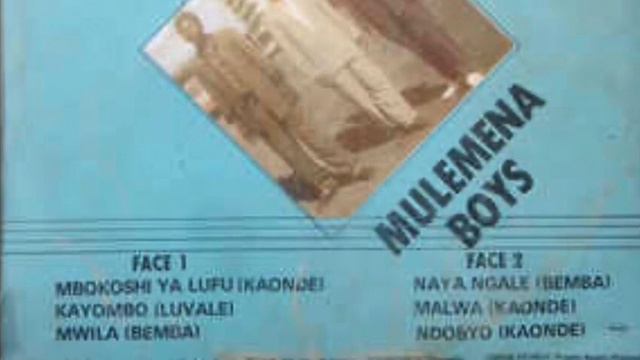 MULEMENA
BOYS
FACE 1
MBOKOSHI YA LUFU (KAONDE)
KAYOMBO (LUVALE)
MWILA (BEMBA)
FACE 2
NAYA NGALE (BEMBA)
MALWA (KAONDE)
NDOBYO (KAONDE)